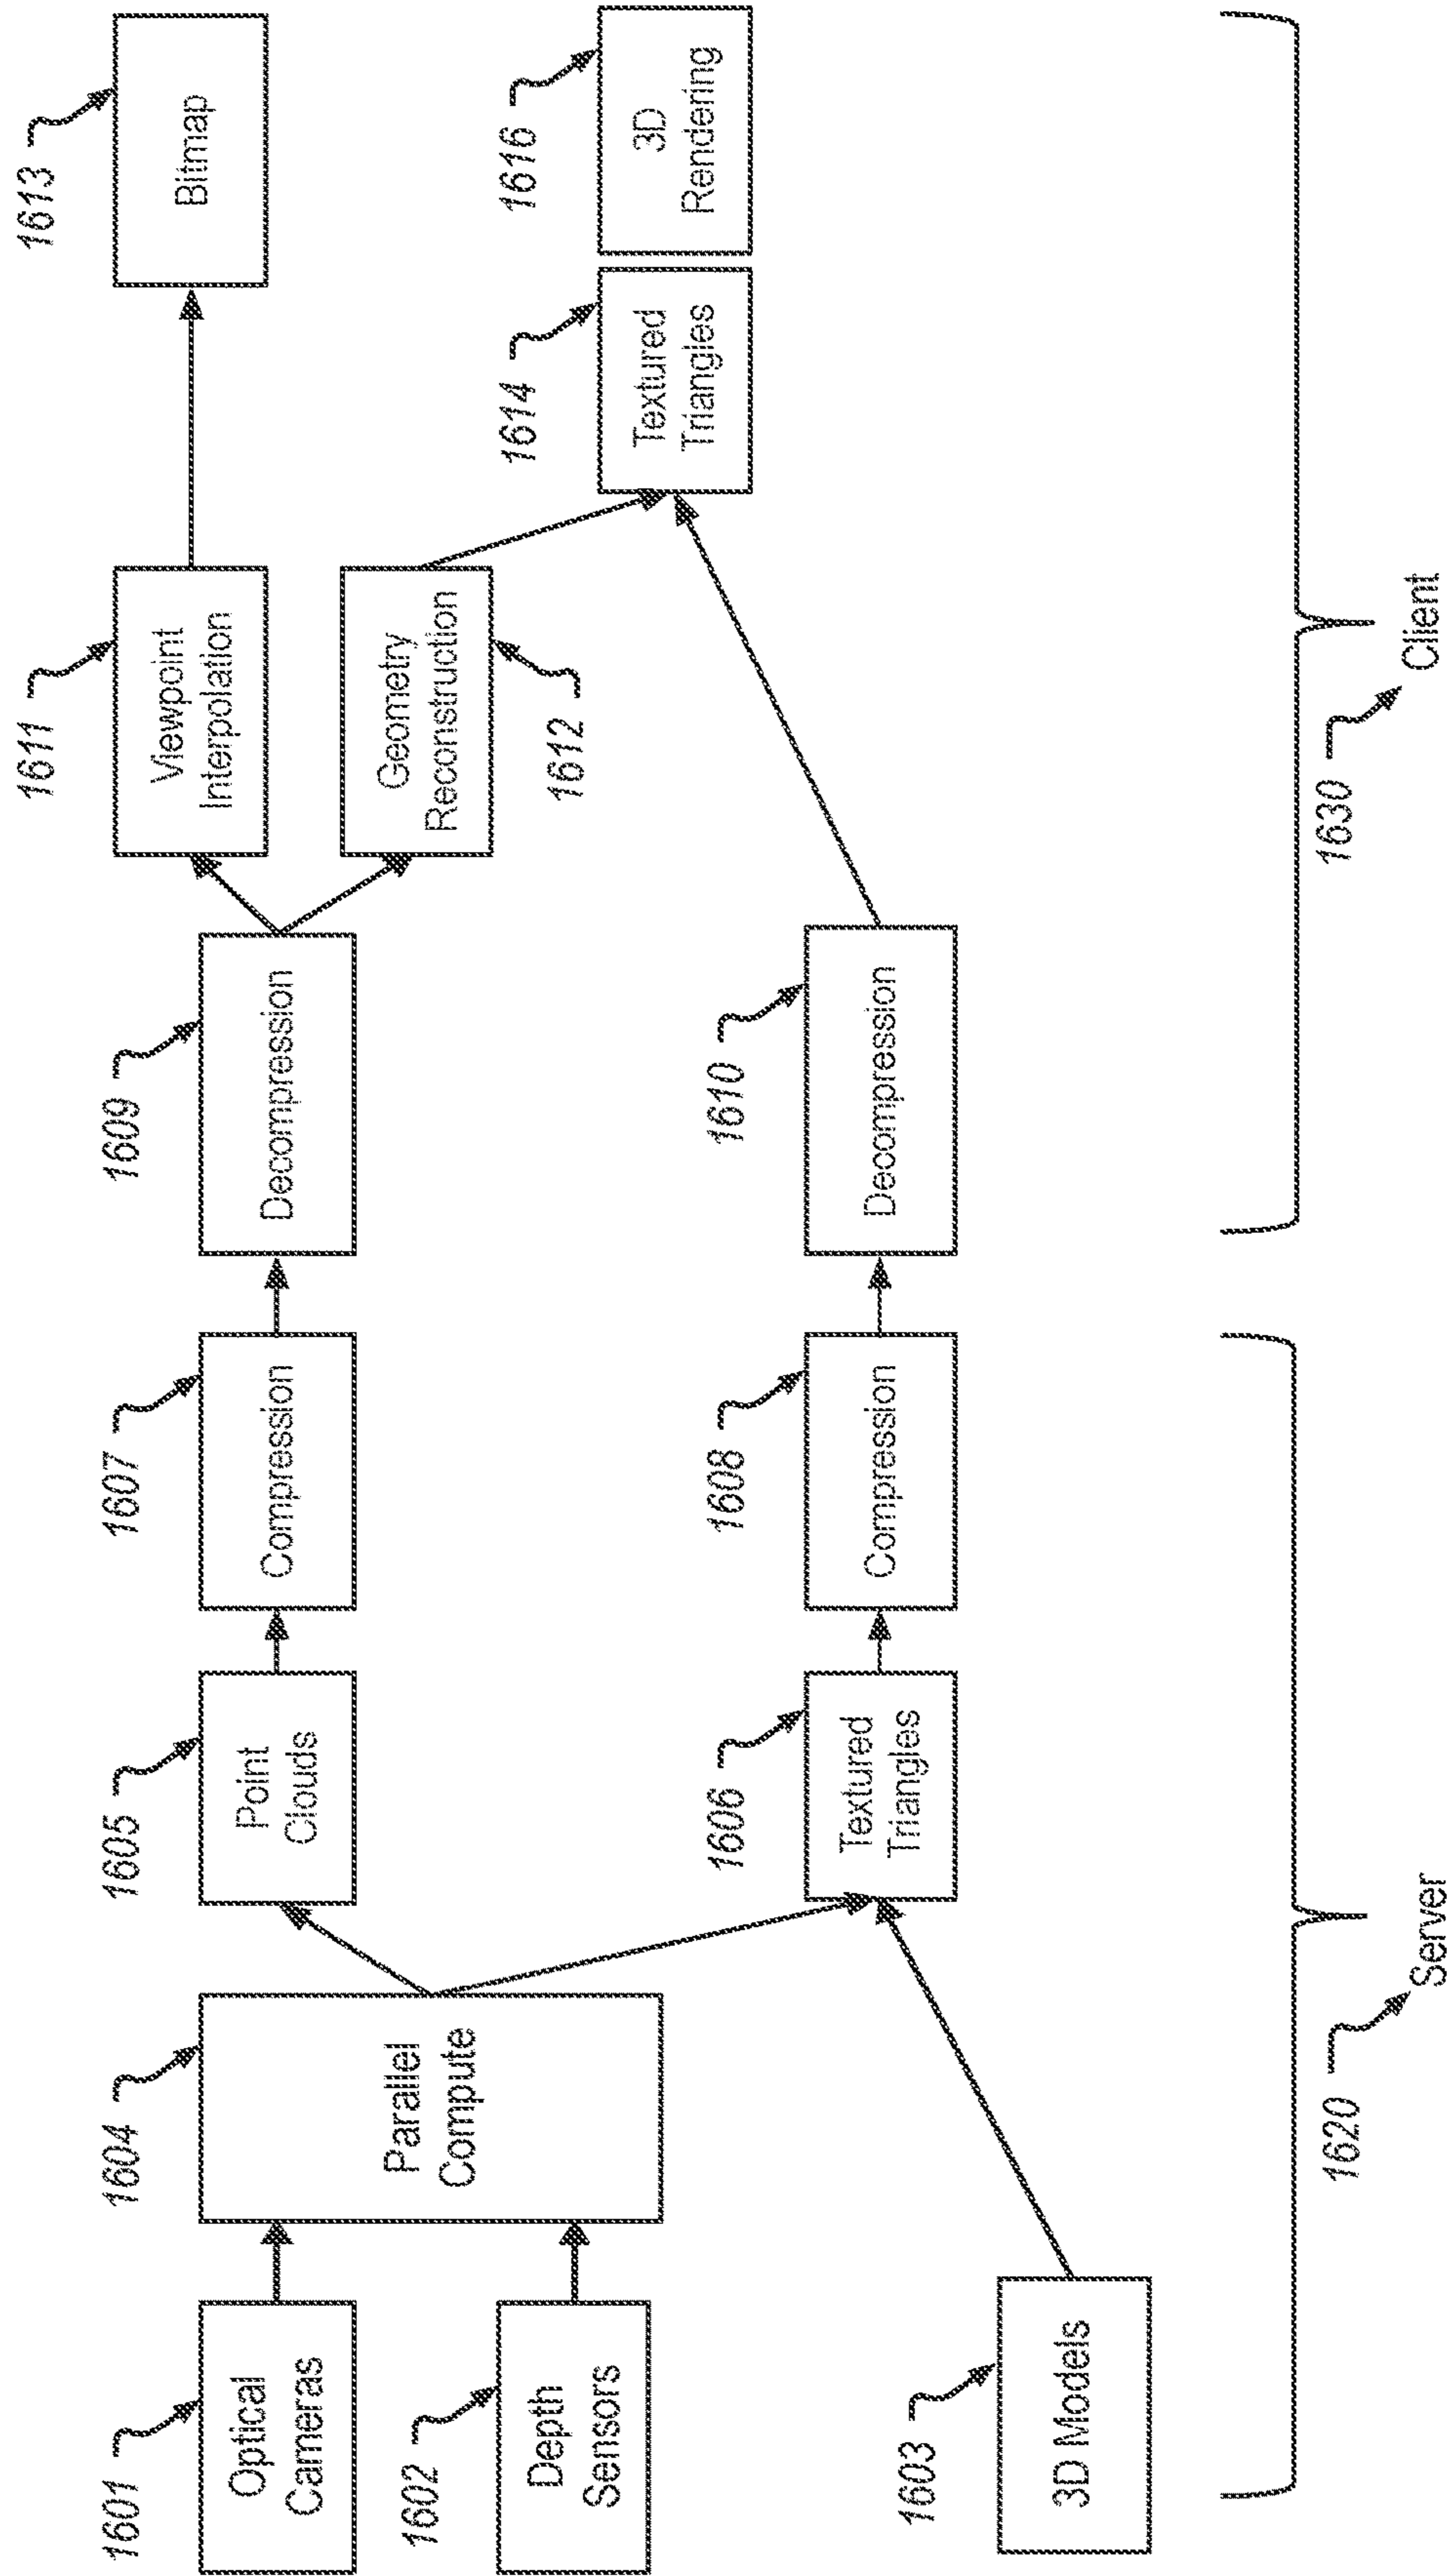 1601
Optical
Cameras
1602
Depth
Sensors
1603
3D Models
1604
Parallel
Compute
1605
Point
Clouds
1606
Textured
Triangles
1607
Compression
1608
Compression
1609
Decompression
1610
Decompression
1611
Viewpoint
Interpolation
Geometry
Reconstruction
1612
1613
Bitmap
1614
Textured
Triangles
1616
3D
Rendering
1620
Server
1630
Client